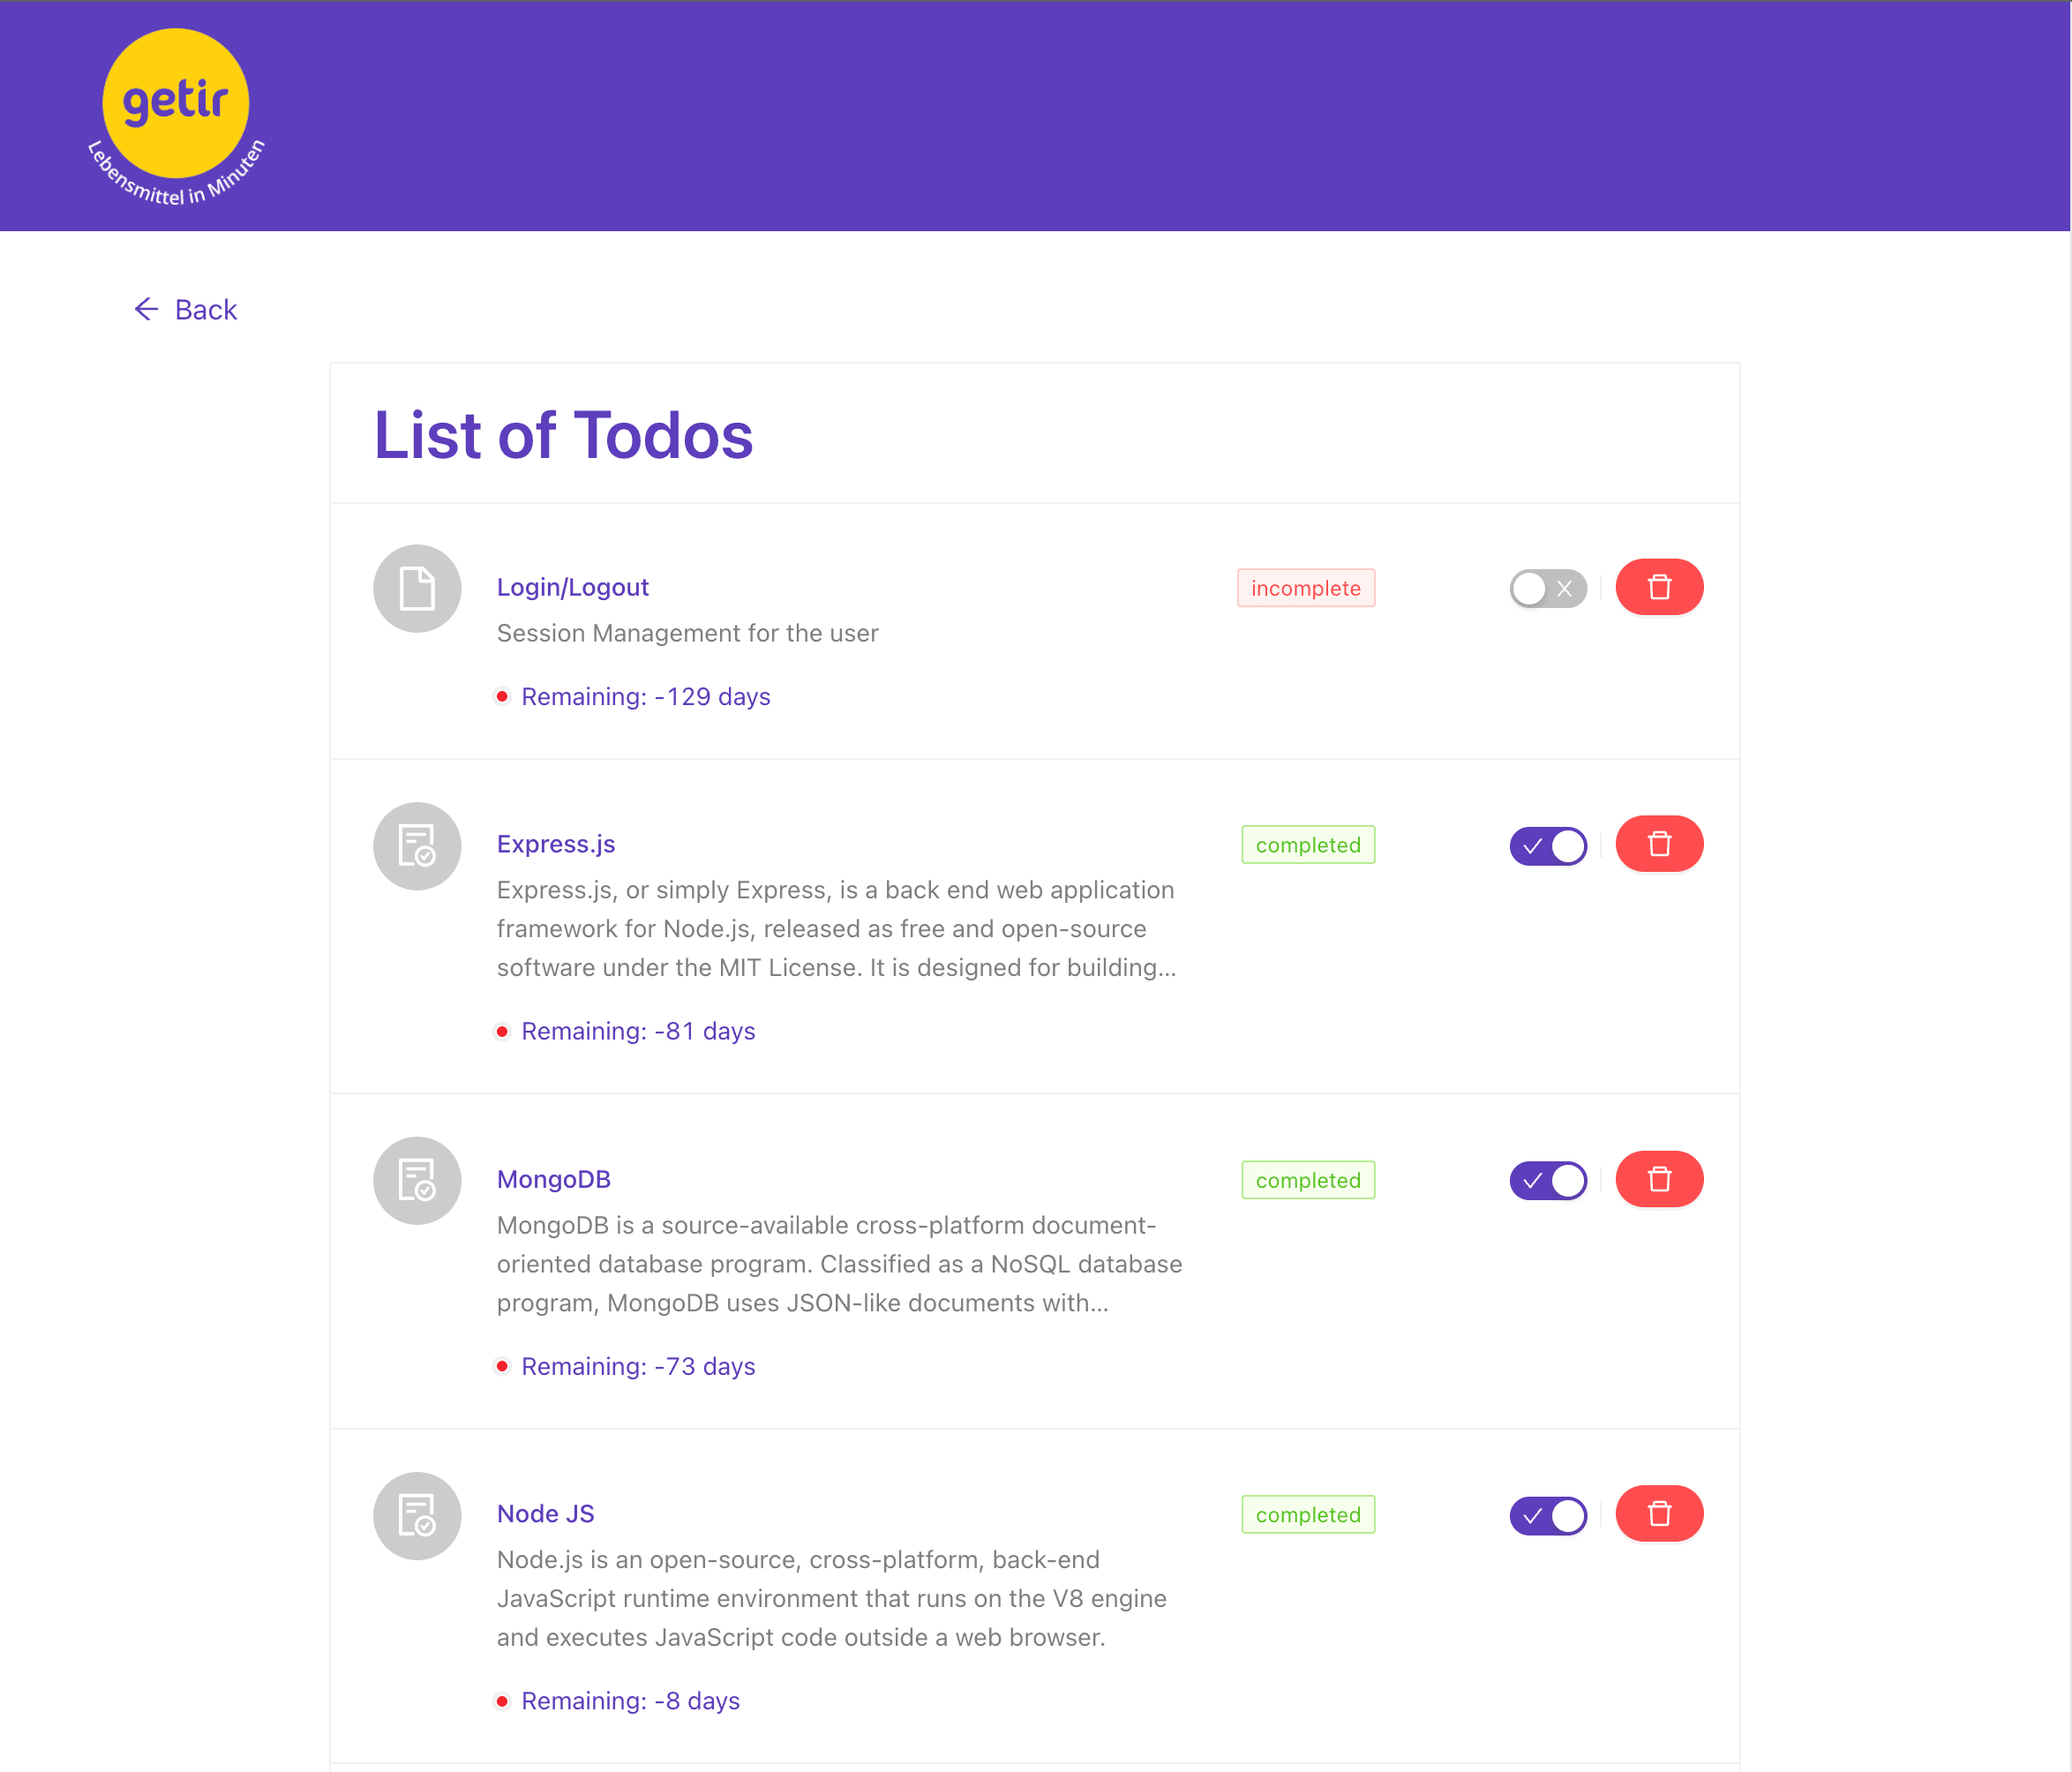 getir
Lebensmittel in Minuten
Back
List of Todos
Login/Logout
incomplete
Session Management for the user
Remaining: -129 days
Express.js
completed
Express.js, or simply Express, is a back end web application
framework for Node.js, released as free and open-source
software under the MIT License. It is designed for building...
Remaining: -81 days
MongoDB
completed
MongoDB is a source-available cross-platform document-
oriented database program. Classified as a NoSQL database
program, MongoDB uses JSON-like documents with...
Remaining: -73 days
Node JS
completed
Node.js is an open-source, cross-platform, back-end
JavaScript runtime environment that runs on the V8 engine
and executes JavaScript code outside a web browser.
Remaining: -8 days